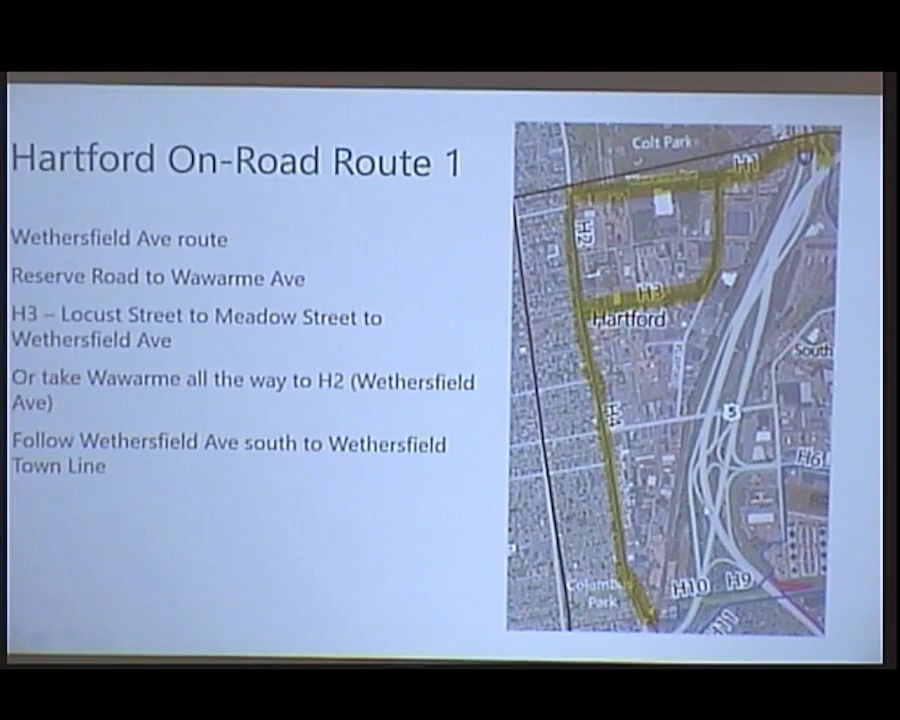 Hartford On-Road Route 1
Wethersfield Ave route
Reserve Road to Wawarme Ave
H3 – Locust Street to Meadow Street to
Wethersfield Ave
Or take Wawarme all the way to H2 (Wethersfield
Ave)
Follow Wethersfield Ave south to Wethersfield
Town Line
Colt Park
H1
H2
H3
Hartford
South
H4
5
H6
H10
H9
Park